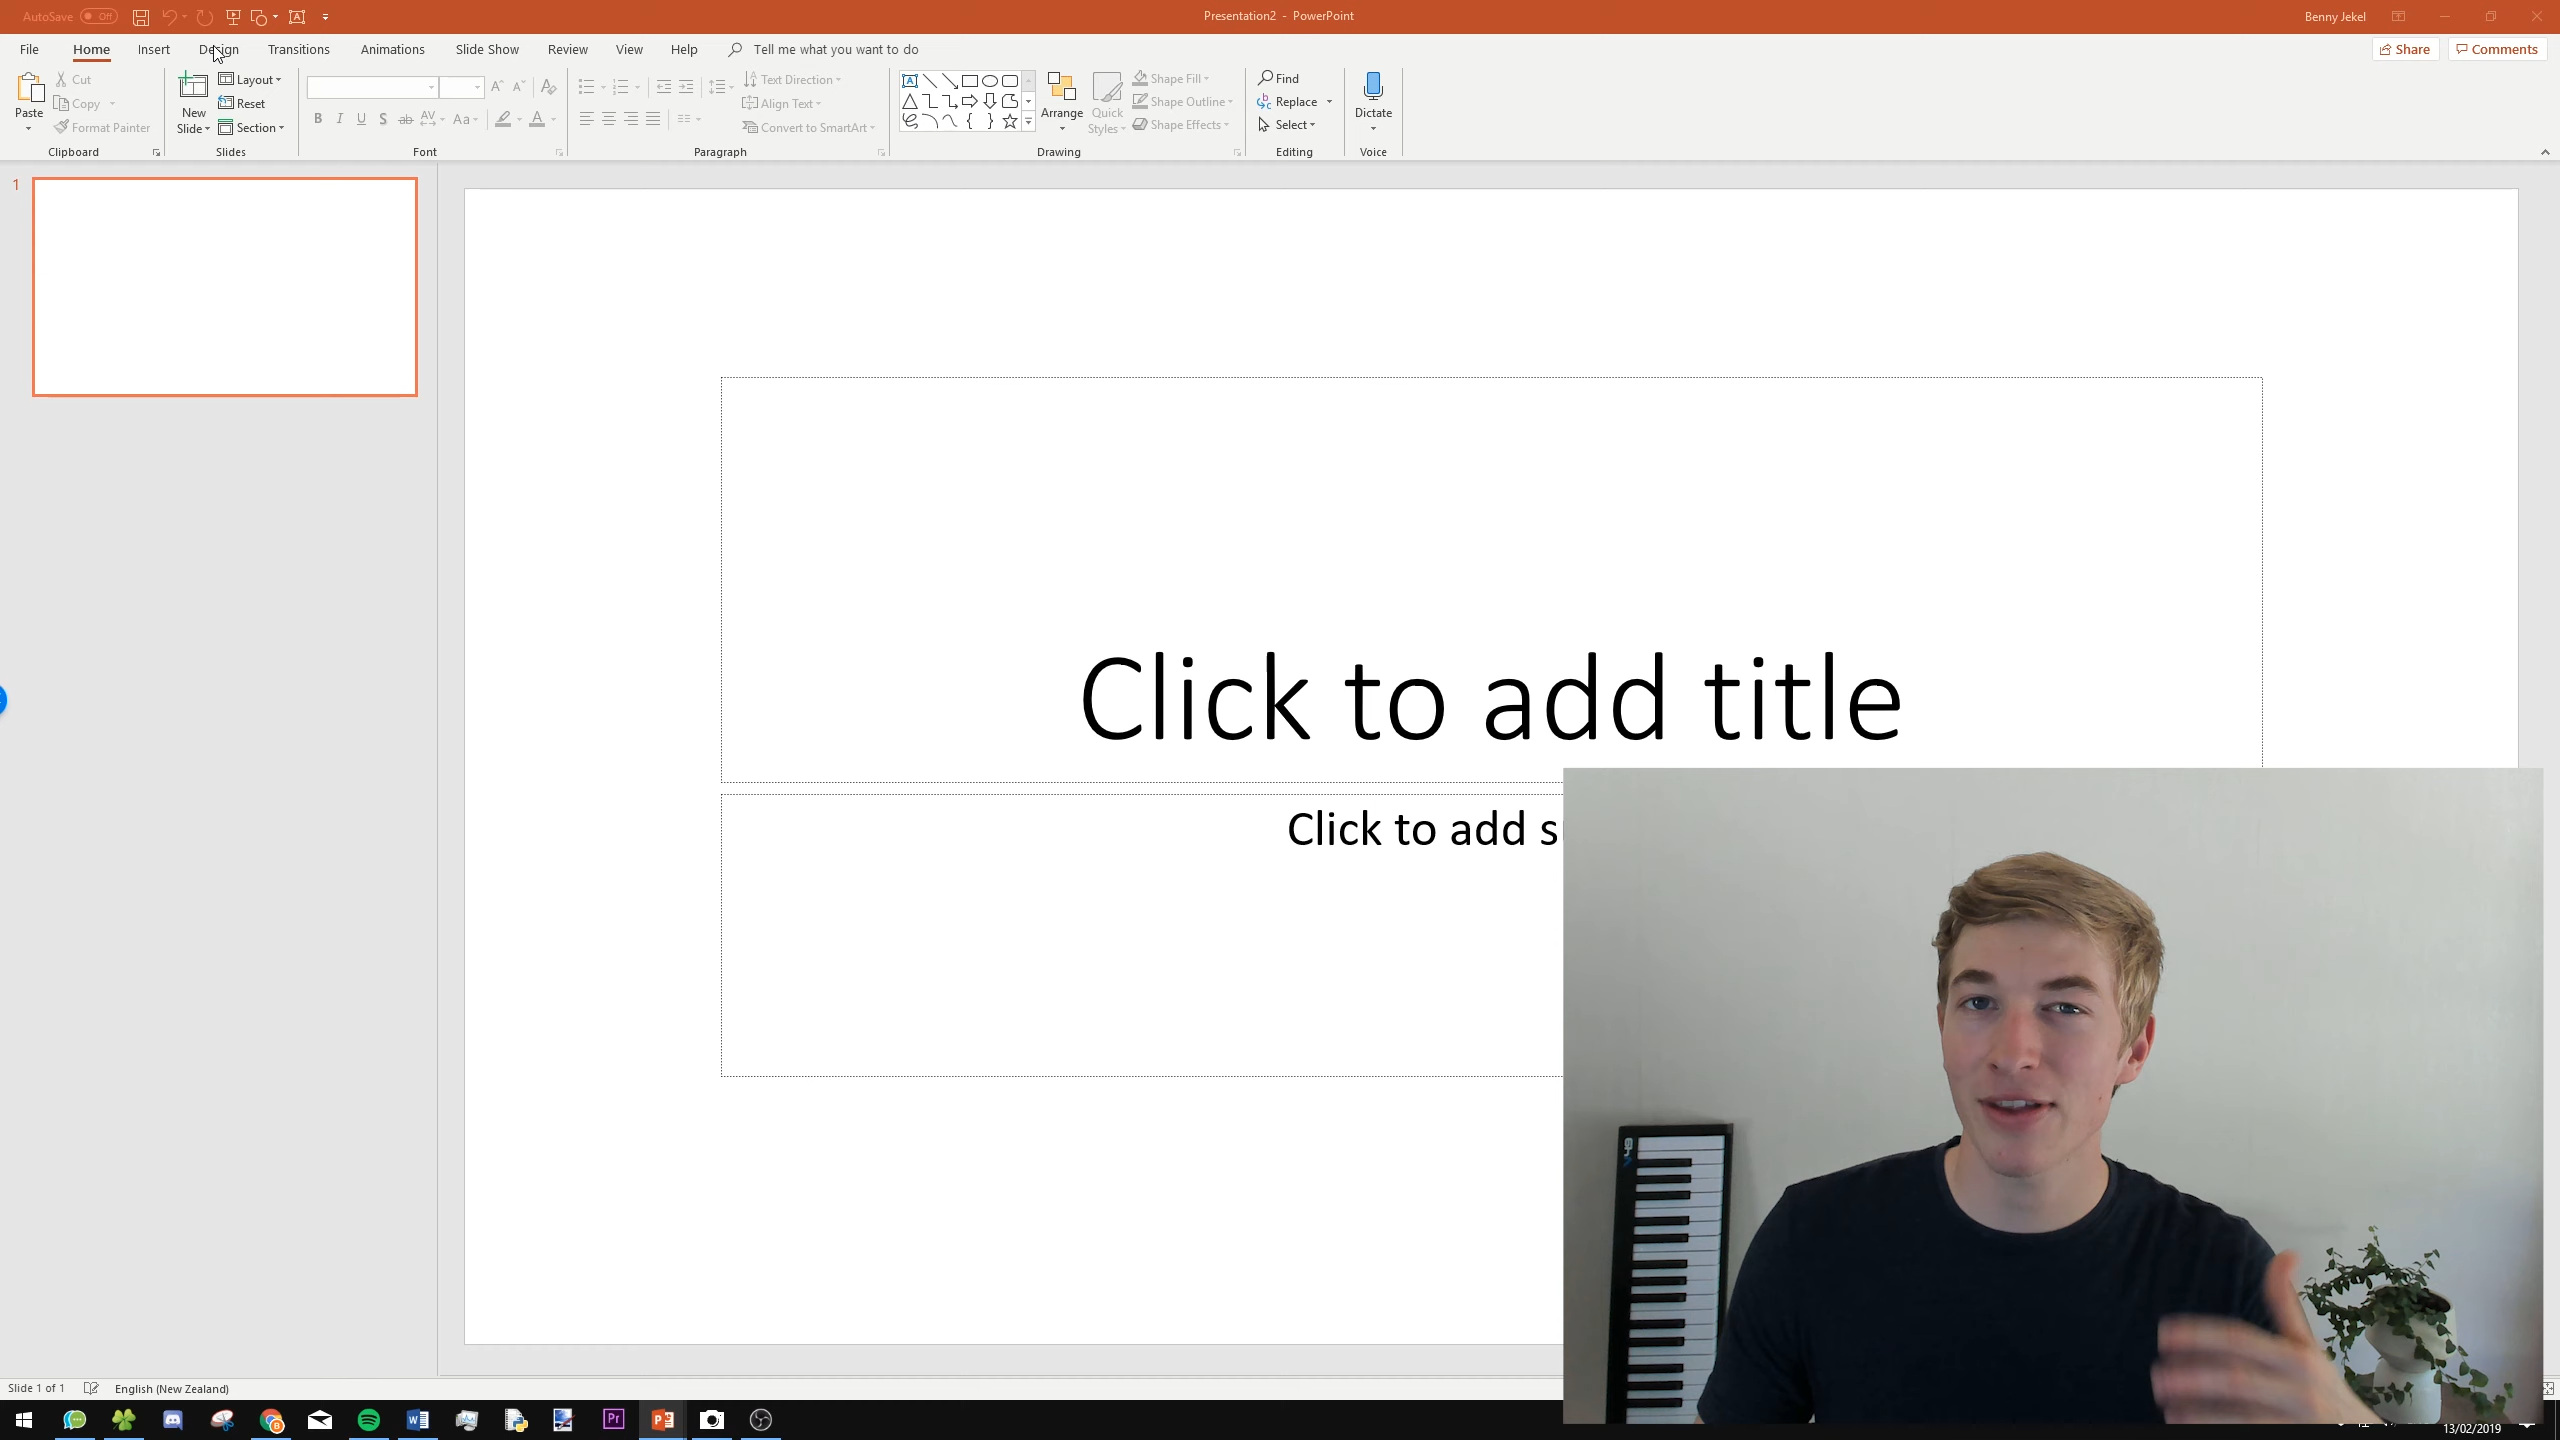 AutoSave Off
Presentation2 - PowerPoint
Benny Jekel
File Home Insert Design Transitions Animations Slide Show Review View Help Tell me what you want to do
Share Comments
Paste
Cut
Copy
Format Painter
Clipboard
New Slide
Layout
Reset
Section
Slides
Font
Text Direction
Align Text
Convert to SmartArt
Paragraph
Arrange
Quick Styles
Shape Fill
Shape Outline
Shape Effects
Drawing
Find
Replace
Select
Editing
Dictate
Voice
1
Click to add title
Click to add
Slide 1 of 1 English (New Zealand)
13/02/2019